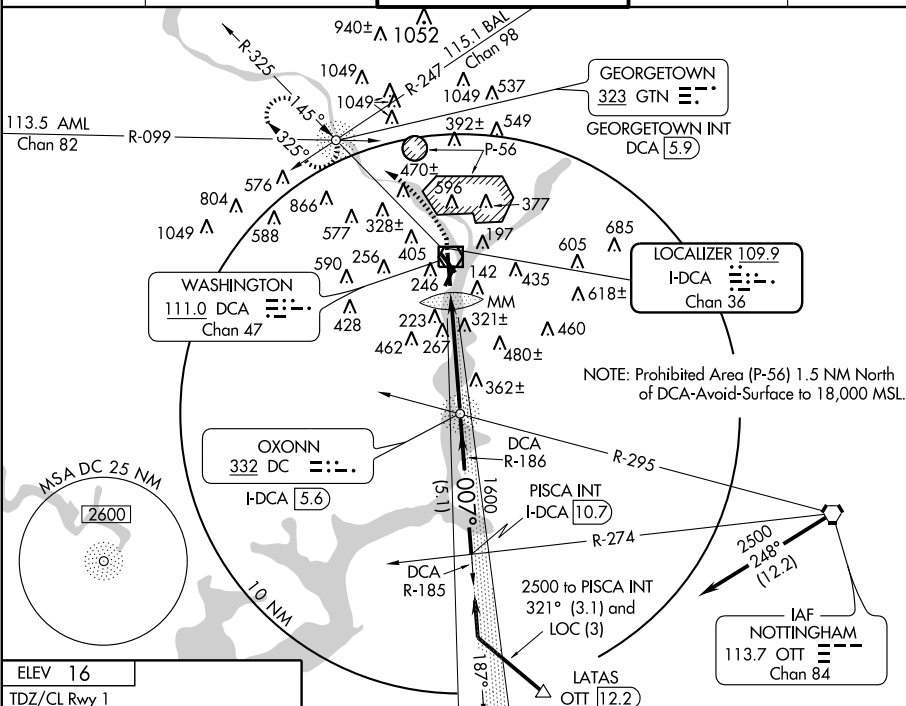 940±
1052
R-325
R-247
115.1 BAL
Chan 98
1049
1049
1049
537
GEORGETOWN
323 GTN
GEORGETOWN INT
DCA 5.9
113.5 AML
Chan 82
R-099
145°
325°
392±
549
P-56
470±
576
596
377
804
866
1049
588
577
328±
405
197
605
685
WASHINGTON
111.0 DCA
Chan 47
590
256
246
142
435
LOCALIZER 109.9
I-DCA
Chan 36
618±
MM
428
223
321±
460
462
267
480±
362±
NOTE: Prohibited Area (P-56) 1.5 NM North
of DCA-Avoid-Surface to 18,000 MSL.
OXONN
332 DC
I-DCA 5.6
DCA
R-186
R-295
MSA DC 25 NM
2600
007°
(5.1)
1600
PISCA INT
I-DCA 10.7
R-274
2500
248°
(12.2)
DCA
R-185
2500 to PISCA INT
321° (3.1) and
LOC (3)
10 NM
IAF
NOTTINGHAM
113.7 OTT
Chan 84
187°
LATAS
OTT 12.2
ELEV 16
TDZ/CL Rwy 1